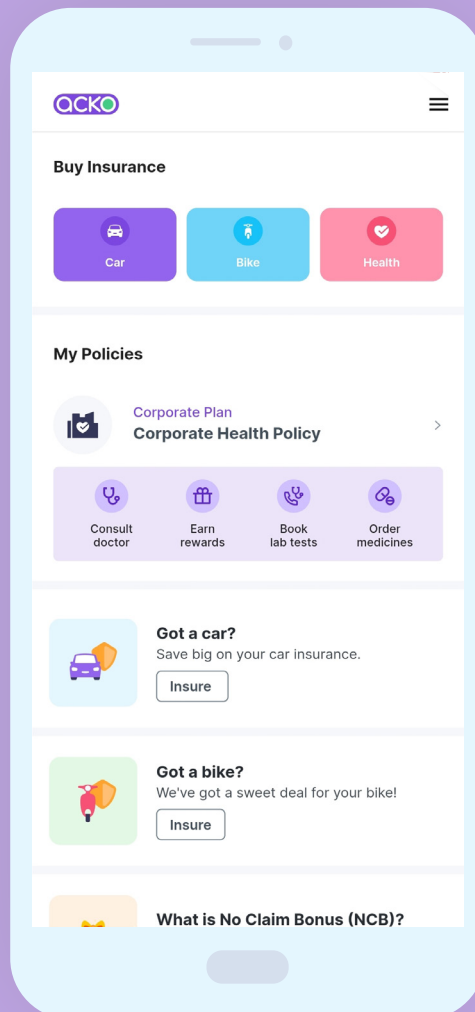 acko
Buy Insurance
Car
Bike
Health
My Policies
Corporate Plan
Corporate Health Policy
Consult
doctor
Earn
rewards
Book
lab tests
Order
medicines
Got a car?
Save big on your car insurance.
Insure
Got a bike?
We've got a sweet deal for your bike!
Insure
What is No Claim Bonus (NCB)?